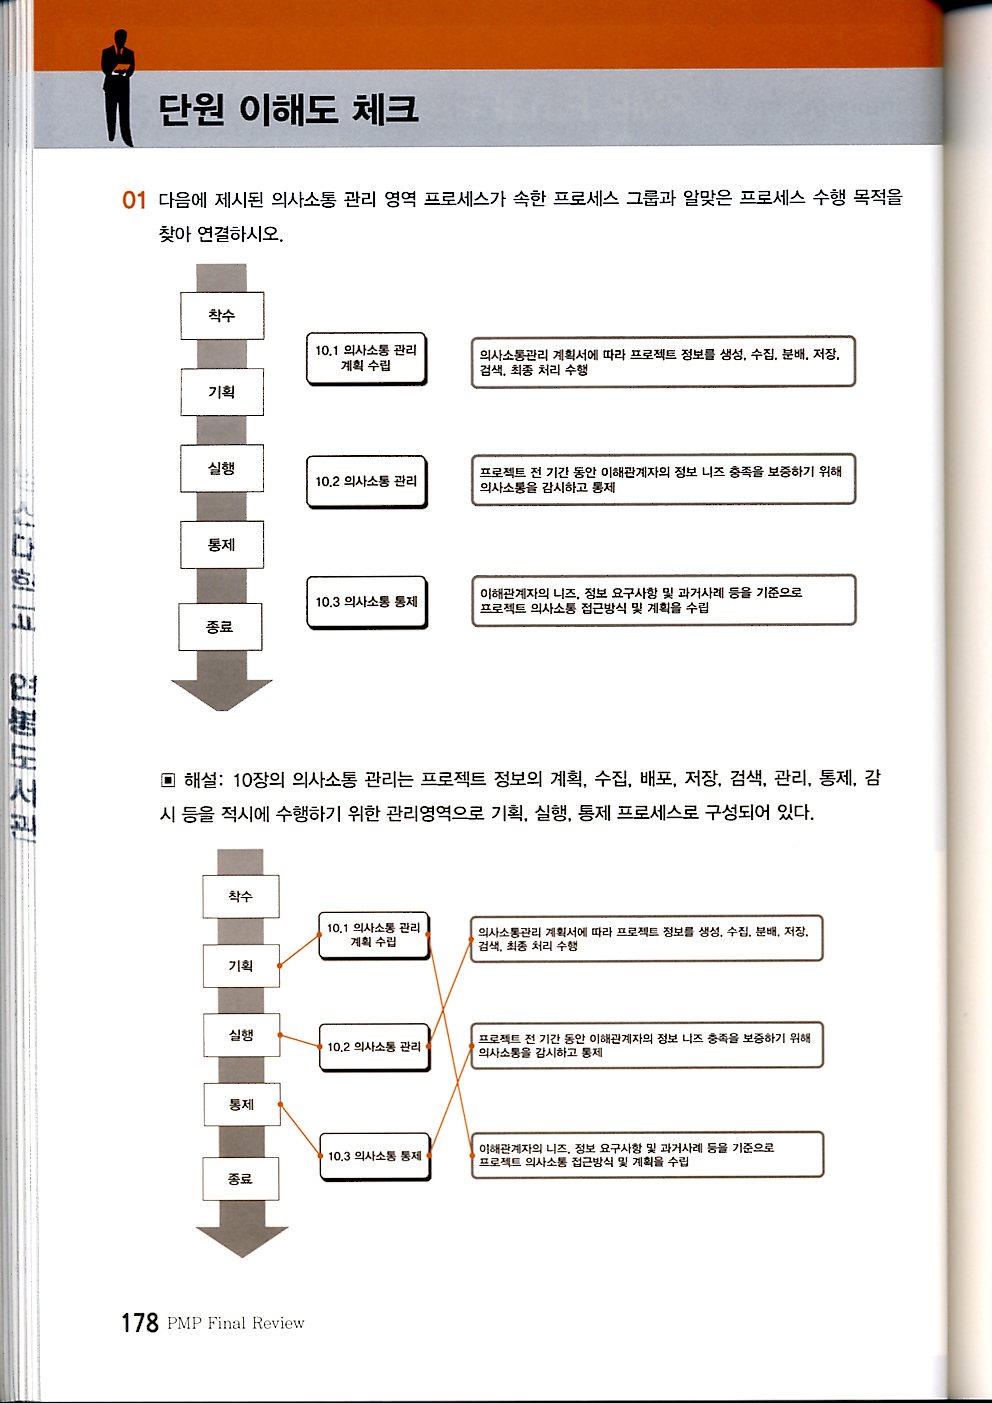 단원 이해도 체크
01 다음에 제시된 의사소통 관리 영역 프로세스가 속한 프로세스 그룹과 알맞은 프로세스 수행 목적을
찾아 연결하시오.
착수
기획
실행
통제
종료
10.1 의사소통 관리
계획 수립
10.2 의사소통 관리
10.3 의사소통 통제
의사소통관리 계획서에 따라 프로젝트 정보를 생성, 수집, 분배, 저장,
검색, 최종 처리 수행
프로젝트 전 기간 동안 이해관계자의 정보 니즈 충족을 보증하기 위해
의사소통을 감시하고 통제
이해관계자의 니즈, 정보 요구사항 및 과거사례 등을 기준으로
프로젝트 의사소통 접근방식 및 계획을 수립
▣ 해설: 10장의 의사소통 관리는 프로젝트 정보의 계획, 수집, 배포, 저장, 검색, 관리, 통제, 감
시 등을 적시에 수행하기 위한 관리영역으로 기획, 실행, 통제 프로세스로 구성되어 있다.
착수
기획
실행
통제
종료
10.1 의사소통 관리
계획 수립
10.2 의사소통 관리
10.3 의사소통 통제
의사소통관리 계획서에 따라 프로젝트 정보를 생성, 수집, 분배, 저장,
검색, 최종 처리 수행
프로젝트 전 기간 동안 이해관계자의 정보 니즈 충족을 보증하기 위해
의사소통을 감시하고 통제
이해관계자의 니즈, 정보 요구사항 및 과거사례 등을 기준으로
프로젝트 의사소통 접근방식 및 계획을 수립
178 PMP Final Review